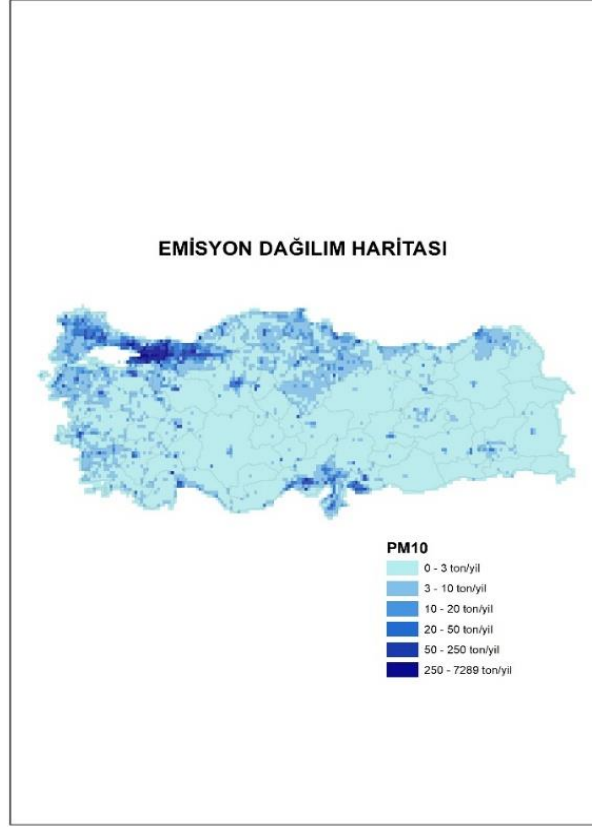 EMİSYON DAĞILIM HARİTASI
PM10
0 - 3 ton/yil
3 - 10 ton/yil
10 - 20 ton/yil
20 - 50 ton/yil
50 - 250 ton/yil
250 - 7289 ton/yil